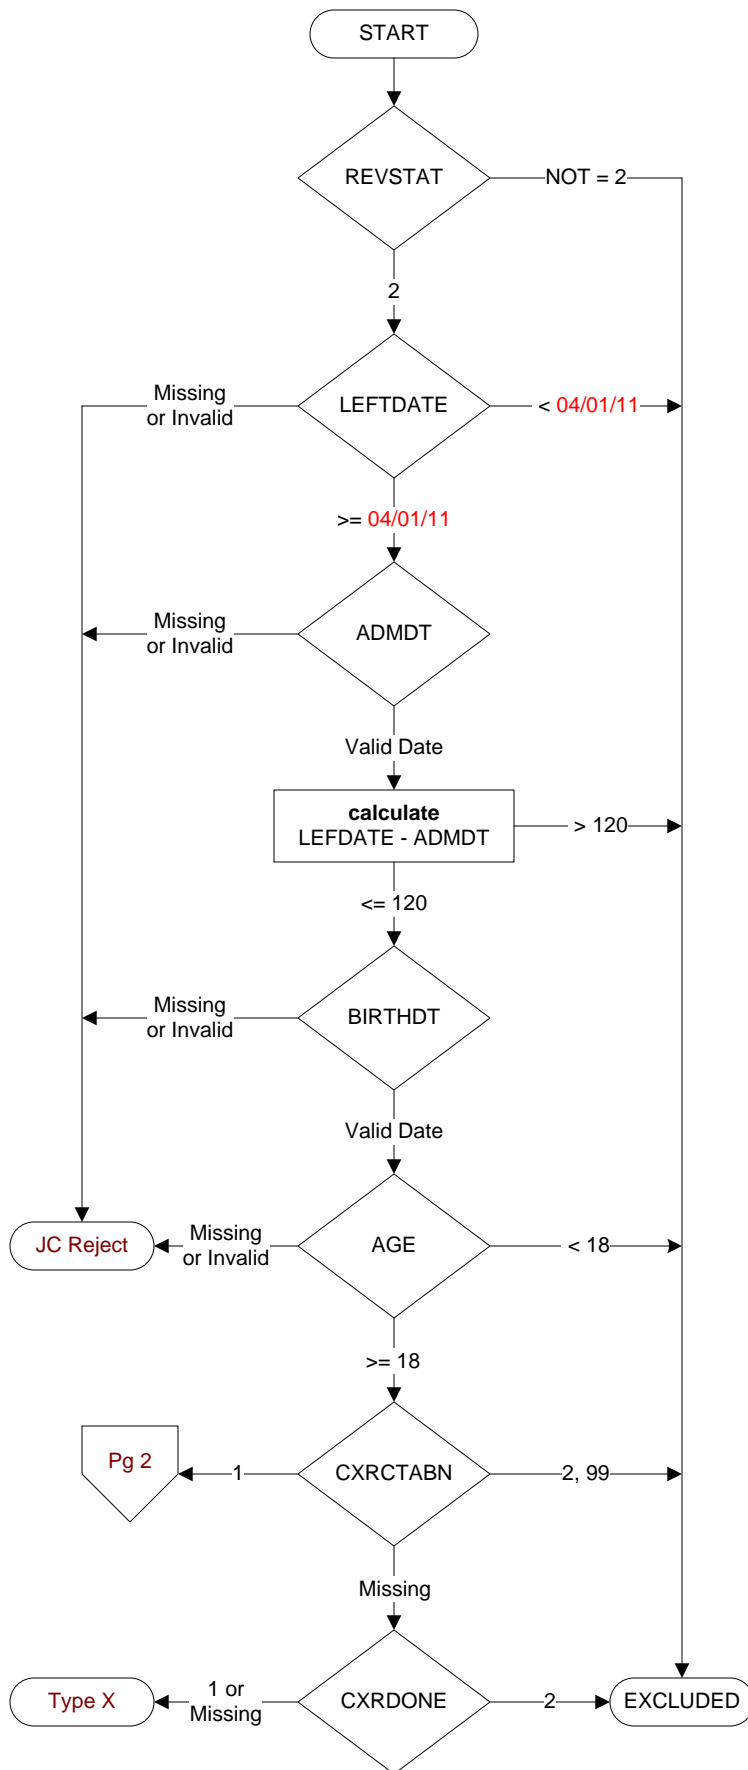 START
REVSTAT
NOT = 2
2
Missing
or Invalid
LEFTDATE
< 04/01/11
>= 04/01/11
Missing
or Invalid
ADMDT
Valid Date
calculate
LEFDATE - ADMDT
> 120
<= 120
Missing
or Invalid
BIRTHDT
Valid Date
JC Reject
Missing
or Invalid
AGE
< 18
>= 18
Pg 2
1
CXRCTABN
2, 99
Missing
Type X
1 or
Missing
CXRDONE
2
EXCLUDED